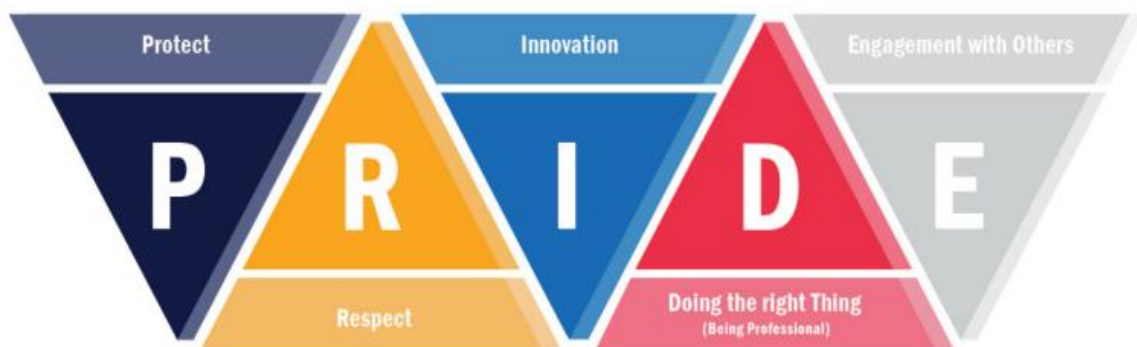 Protect
Innovation
Engagement with Others
P R I D E
Respect
Doing the right Thing
(Being Professional)